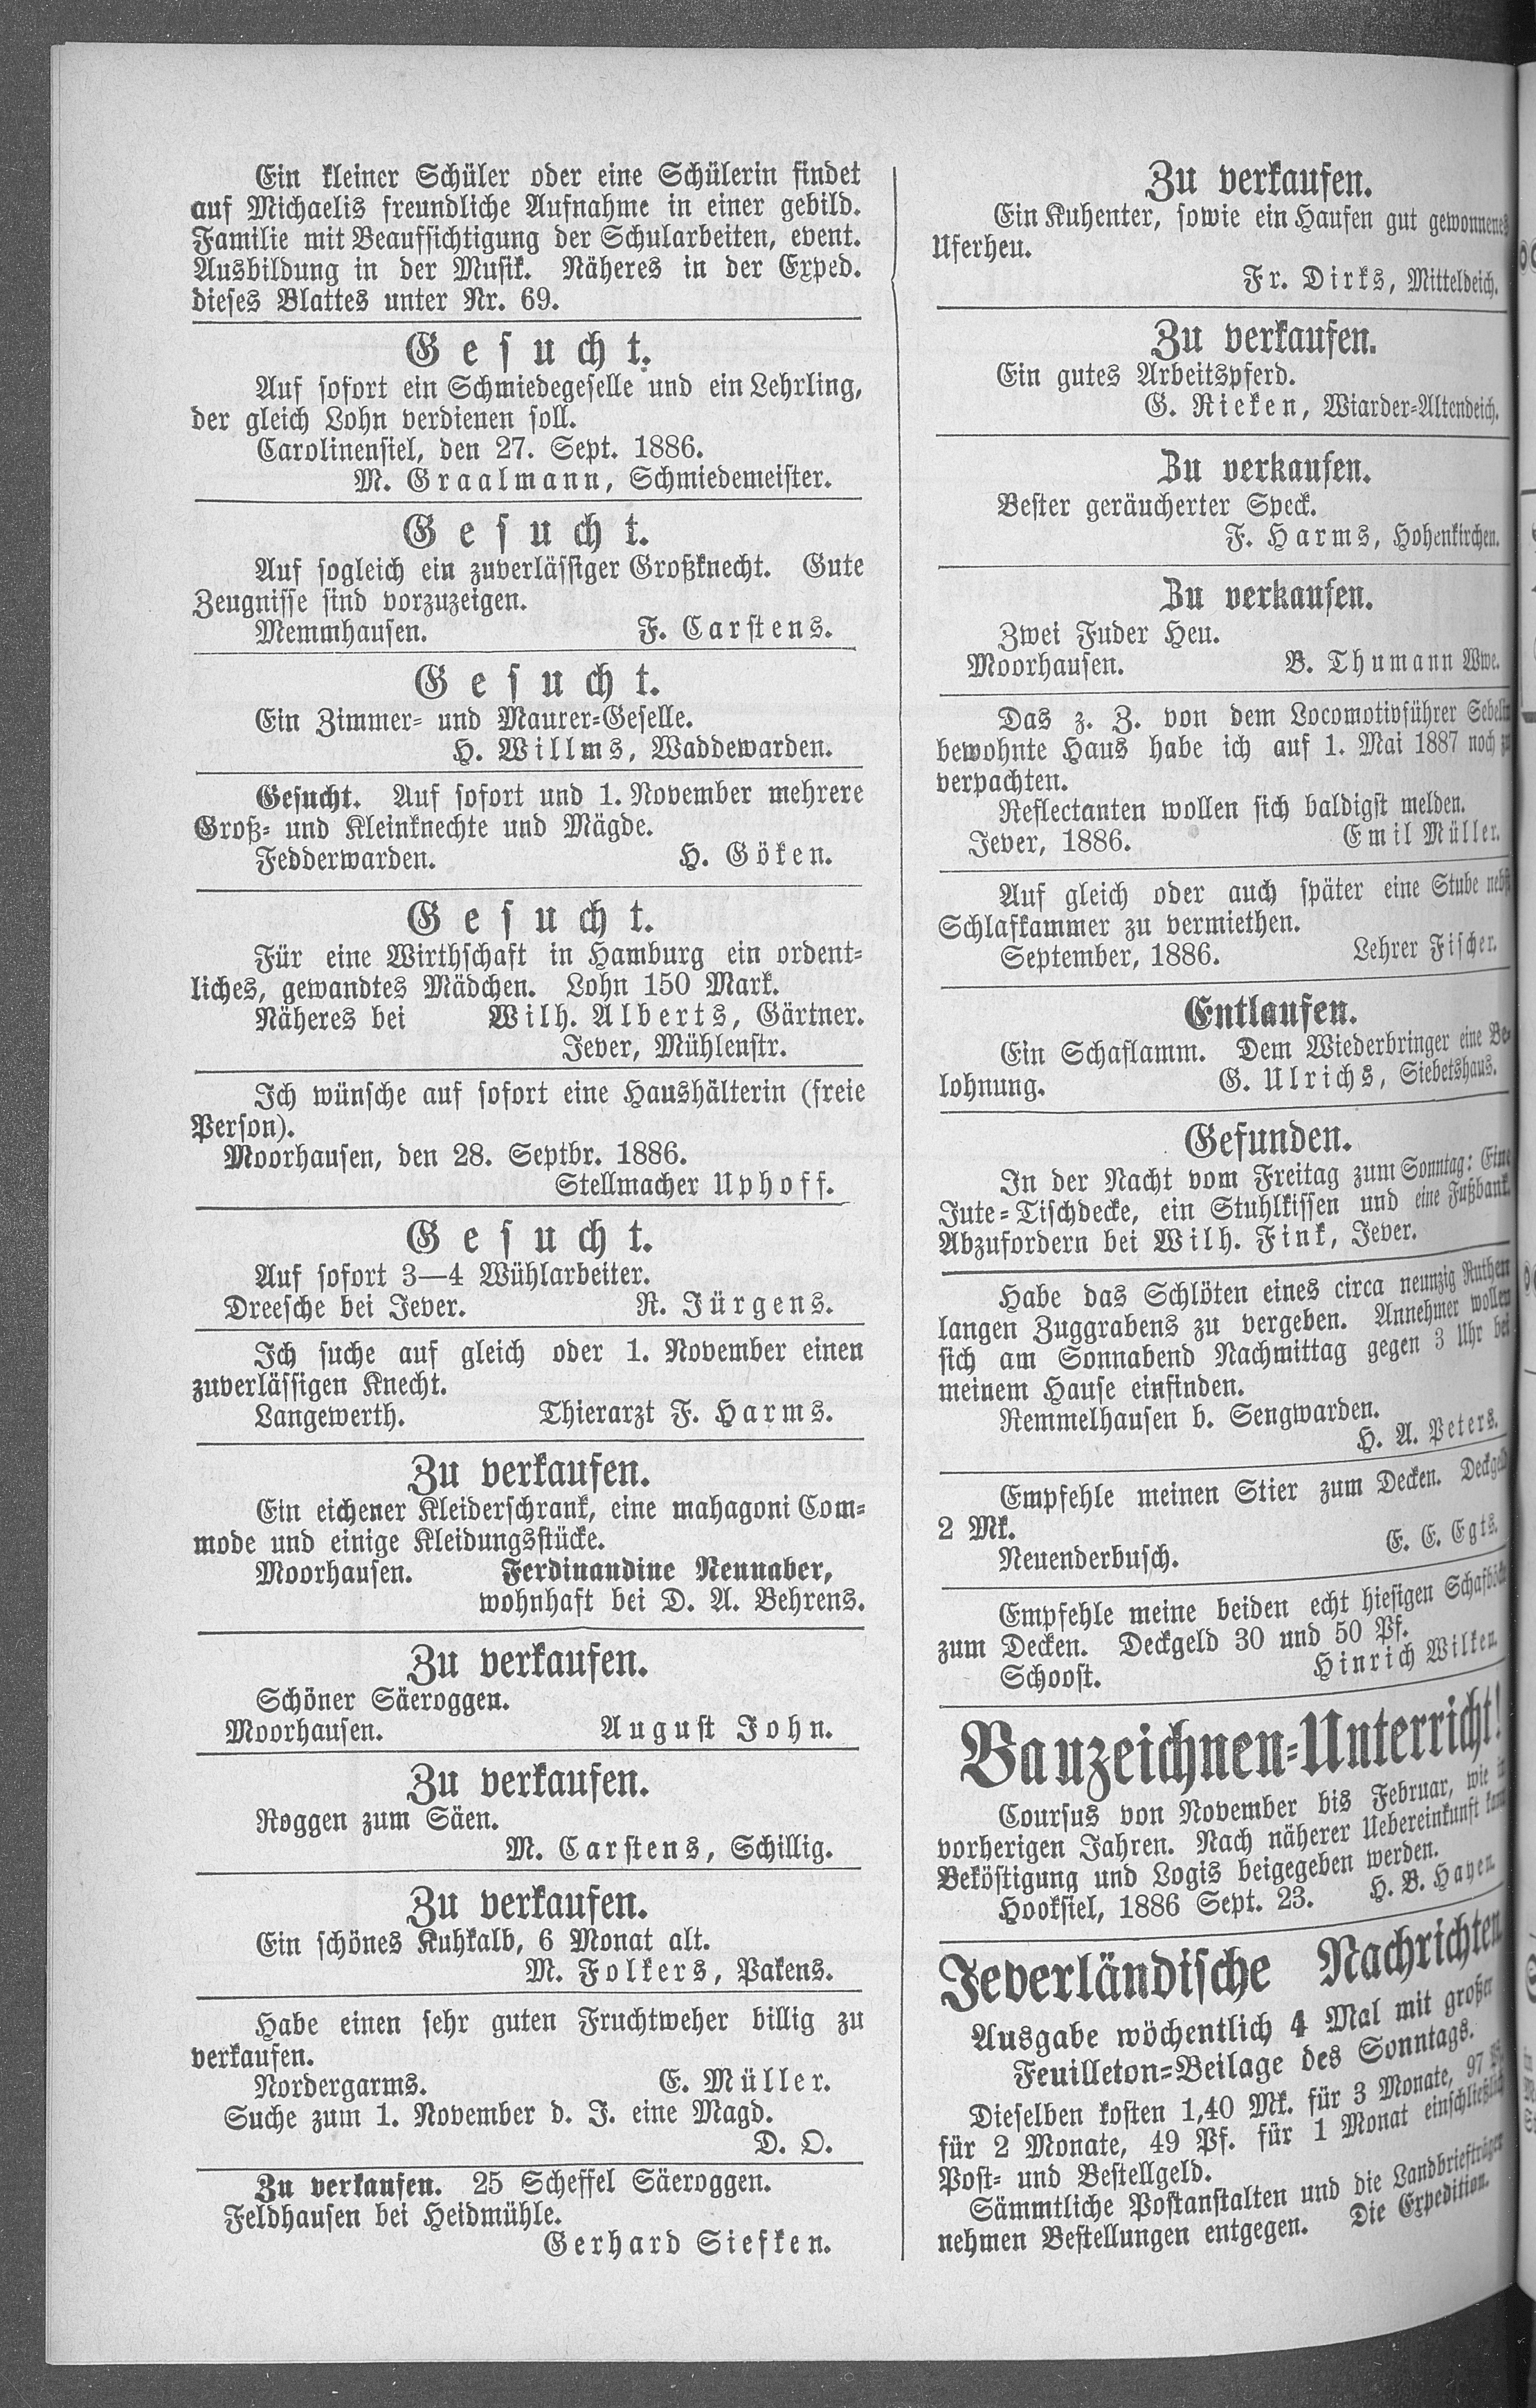 Ein kleiner Schüler oder eine Schülerin findet
auf Michaelis freundliche Aufnahme in einer gebild.
Familie mit Beaufsichtigung der Schularbeiten, event.
Ausbildung in der Musik. Näheres in der Exped.
dieses Blattes unter Nr. 69.
Gesucht.
Auf sofort ein Schmiedegeselle und ein Lehrling,
der gleich Lohn verdienen soll.
Carolinensiel, den 27. Sept. 1886.
M. Graalmann, Schmiedemeister.
Gesucht.
Auf sogleich ein zuverlässiger Großknecht. Gute
Zeugnisse sind vorzuzeigen.
Memmhausen. F. Carstens.
Gesucht.
Ein Zimmer- und Maurer-Geselle.
H. Willms, Waddewarden.
Gesucht. Auf sofort und 1. November mehrere
Groß- und Kleinknechte und Mägde.
Fedderwarden. H. Göken.
Gesucht.
Für eine Wirthschaft in Hamburg ein ordent-
liches, gewandtes Mädchen. Lohn 150 Mark.
Näheres bei Wilh. Alberts, Gärtner.
Jever, Mühlenstr.
Ich wünsche auf sofort eine Haushälterin (freie
Person).
Moorhausen, den 28. Septbr. 1886.
Stellmacher Uphoff.
Gesucht.
Auf sofort 3—4 Wühlarbeiter.
Dreesche bei Jever. R. Jürgens.
Ich suche auf gleich oder 1. November einen
zuverlässigen Knecht.
Langewerth. Thierarzt F. Harms.
Zu verkaufen.
Ein eichener Kleiderschrank, eine mahagoni Com-
mode und einige Kleidungsstücke.
Moorhausen. Ferdinandine Rennaber,
wohnhaft bei D. A. Behrens.
Zu verkaufen.
Schöner Säeroggen.
Moorhausen. August John.
Zu verkaufen.
Roggen zum Säen.
M. Carstens, Schillig.
Zu verkaufen.
Ein schönes Kuhkalb, 6 Monat alt.
M. Folkers, Pakens.
Habe einen sehr guten Fruchtweher billig zu
verkaufen.
Nordergarms. E. Müller.
Suche zum 1. November d. J. eine Magd.
D. O.
Zu verkaufen. 25 Scheffel Säeroggen.
Feldhausen bei Heidmühle.
Gerhard Siefken.
Zu verkaufen.
Ein Kuhenter, sowie ein Haufen gut gewonnenes
Uferheu.
Fr. Dirks, Mitteldeich.
Zu verkaufen.
Ein gutes Arbeitspferd.
G. Rieken, Wiarder-Altendeich.
Zu verkaufen.
Bester geräucherter Speck.
F. Harms, Hohenkirchen.
Zu verkaufen.
Zwei Fuder Heu.
Moorhausen. B. Thumann Wwe.
Das z. Z. von dem Locomotivführer Sebelin
bewohnte Haus habe ich auf 1. Mai 1887 noch zu
verpachten.
Reflectanten wollen sich baldigst melden.
Jever, 1886. Emil Müller.
Auf gleich oder auch später eine Stube nebst
Schlafkammer zu vermiethen.
September, 1886. Lehrer Fischer.
Entlaufen.
Ein Schaflamm. Dem Wiederbringer eine Be-
lohnung. G. Ulrichs, Siebetshaus.
Gefunden.
In der Nacht vom Freitag zum Sonntag: Eine
Jute-Tischdecke, ein Stuhlkissen und eine Fußbank.
Abzufordern bei Wilh. Fink, Jever.
Habe das Schlöten eines circa neunzig Ruthen
langen Zuggrabens zu vergeben. Annehmer wollen
sich am Sonnabend Nachmittag gegen 3 Uhr bei
meinem Hause einfinden.
Remmelhausen b. Sengwarden.
H. A. Peters.
Empfehle meinen Stier zum Decken. Deckgeld
2 Mk.
Neuenderbusch. E. E. Egts.
Empfehle meine beiden echt hiesigen Schafböcke
zum Decken. Deckgeld 30 und 50 Pf.
Schoost. Hinrich Wilken.
Bauzeichnen-Unterricht!
Coursus von November bis Februar, wie in
vorherigen Jahren. Nach näherer Uebereinkunft kann
Beköstigung und Logis beigegeben werden.
Hooksiel, 1886 Sept. 23. H. B. Hayen.
Jeverländische Nachrichten.
Ausgabe wöchentlich 4 Mal mit großer
Feuilleton-Beilage des Sonntags.
Dieselben kosten 1,40 Mk. für 3 Monate, 97 Pf.
für 2 Monate, 49 Pf. für 1 Monat einschließlich
Post- und Bestellgeld.
Sämmtliche Postanstalten und die Landbriefträger
nehmen Bestellungen entgegen. Die Expedition.